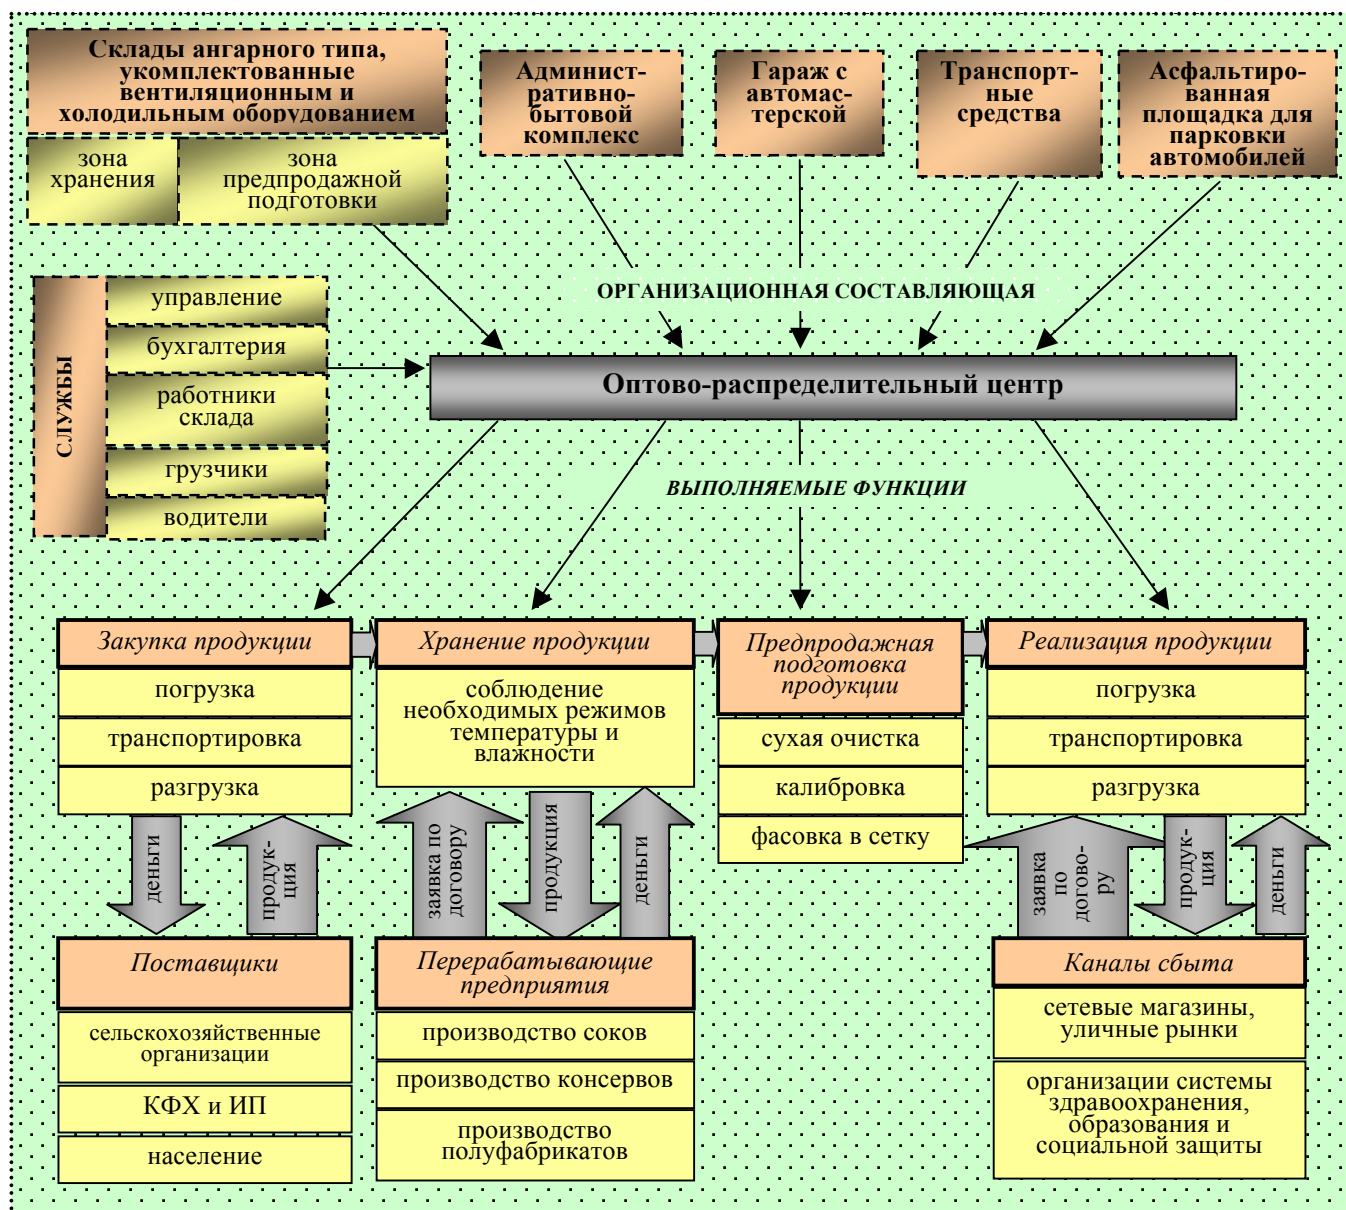 Склады ангарного типа,
укомплектованные
вентиляционным и
холодильным оборудованием
зона
хранения
зона
предпродажной
подготовки
Админист-
ративно-
бытовой
комплекс
Гараж с
автомас-
терской
Транспорт-
ные
средства
Асфальтиро-
ванная
площадка для
парковки
автомобилей
ОРГАНИЗАЦИОННАЯ СОСТАВЛЯЮЩАЯ
СЛУЖБЫ
управление
бухгалтерия
работники
склада
грузчики
водители
Оптово-распределительный центр
ВЫПОЛНЯЕМЫЕ ФУНКЦИИ
Закупка продукции
погрузка
транспортировка
разгрузка
Хранение продукции
соблюдение
необходимых режимов
температуры и
влажности
Предпродажная
подготовка
продукции
сухая очистка
калибровка
фасовка в сетку
Реализация продукции
погрузка
транспортировка
разгрузка
деньги
продук-
ция
заявка по
договору
продукция
деньги
заявка
по
догово-
ру
продук-
ция
деньги
Поставщики
сельскохозяйственные
организации
КФХ и ИП
население
Перерабатывающие
предприятия
производство соков
производство консервов
производство
полуфабрикатов
Каналы сбыта
сетевые магазины,
уличные рынки
организации системы
здравоохранения,
образования и
социальной защиты